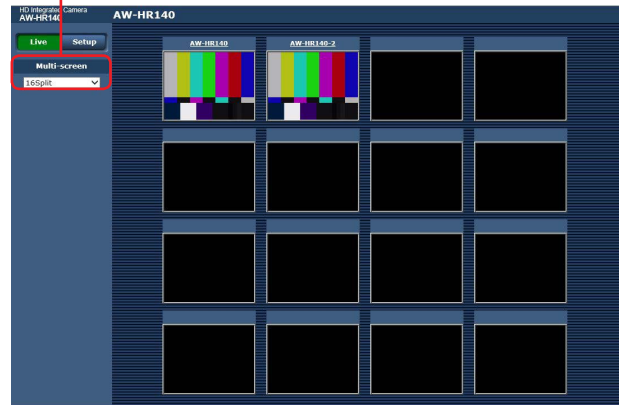 HD Integrated Camera
AW-HR140
AW-HR140
Live
Setup
Multi-screen
16Split
AW-HR140
AW-HR140-2